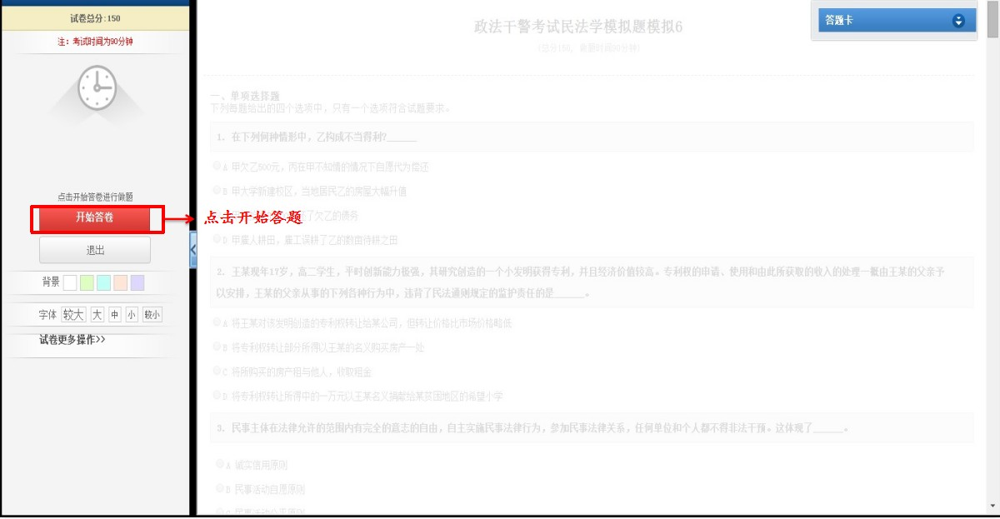 试卷总分:150
注：考试时间为90分钟
点击开始答卷进行做题
开始答卷
退出
背景
字体 较大 大 中 小 较小
试卷更多操作>>
点击开始答题
答题卡
政法干警考试民法学模拟题模拟6
（总分150，做题时间90分钟）
一、单项选择题
下列每题给出的四个选项中，只有一个选项符合试题要求。
1. 在下列何种情形中，乙构成不当得利?______
A 甲欠乙500元，丙在甲不知情的情况下自愿代为偿还
B 甲大学新建校区，当地居民乙的房屋大幅升值
了欠乙的债务
D 甲雇人耕田，雇工误耕了乙的数亩待耕之田
2. 王某现年17岁，高二学生，平时创新能力极强，其研究创造的一个小发明获得专利，并且经济价值较高。专利权的申请、使用和由此所获取的收入的处理一概由王某的父亲予
以安排，王某的父亲从事的下列各种行为中，违背了民法通则规定的监护责任的是______。
A 将王某对该发明创造的专利权转让给某公司，但转让价格比市场价格略低
B 将专利权转让部分所得以王某的名义购买房产一处
C 将所购买的房产租与他人，收取租金
D 将专利权转让所得中的一万元以王某名义捐献给某贫困地区的希望小学
3. 民事主体在法律允许的范围内有完全的意志的自由，自主实施民事法律行为，参加民事法律关系，任何单位和个人都不得非法干预。这体现了______。
A 诚实信用原则
B 民事活动自愿原则
C 民事活动公平原则